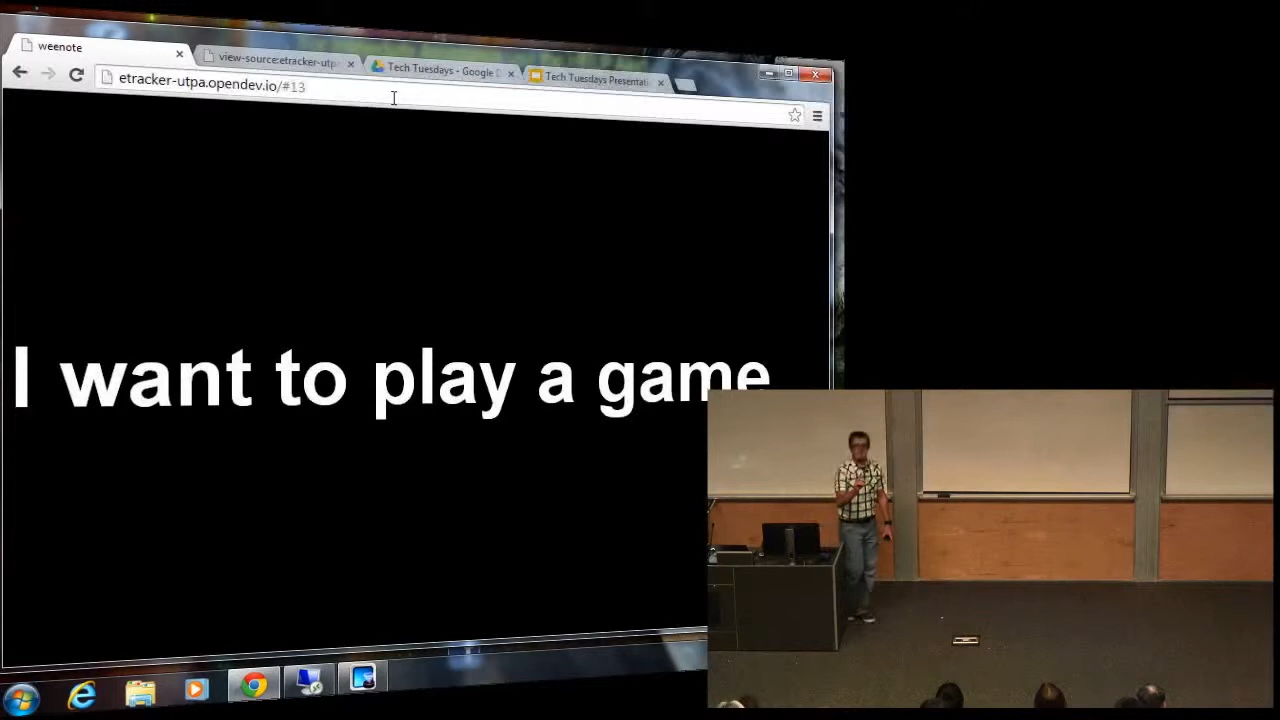 weenote
view-source:etracker-utp
Tech Tuesdays - Google
Tech Tuesdays Presentati
etracker-utpa.opendev.io/#13
I want to play a game